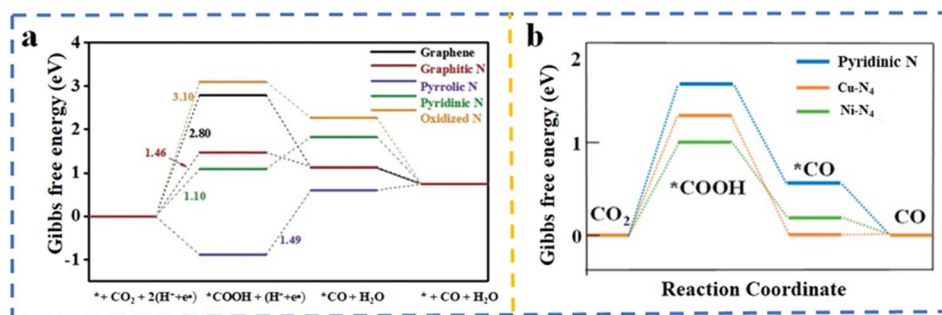 a
Gibbs free energy (eV)
4
3
2
1
0
-1
3.10
2.80
1.46
1.10
1.49
Graphene
Graphitic N
Pyrrolic N
Pyridinic N
Oxidized N
*+ CO₂ + 2(H⁺+e•)
*COOH + (H⁺+e•)
*CO + H₂O
* + CO + H₂O
b
Gibbs free energy (eV)
2
1
0
Pyridinic N
Cu-N₄
Ni-N₄
CO₂
*COOH
*CO
CO
Reaction Coordinate